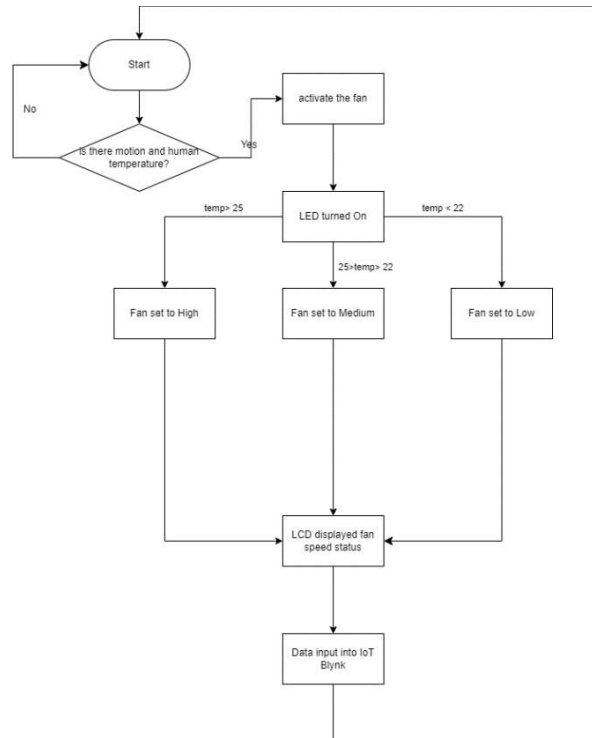 Start
activate the fan
No
Is there motion and human
temperature?
Yes
LED turned On
temp> 25
temp < 22
25>temp> 22
Fan set to High
Fan set to Medium
Fan set to Low
LCD displayed fan
speed status
Data input into IoT
Blynk